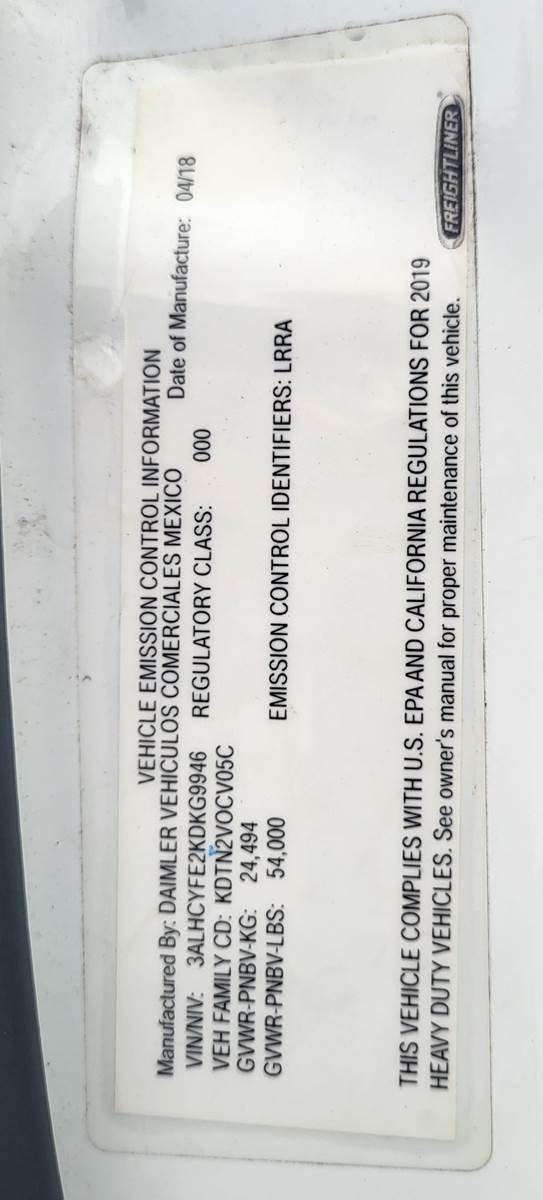 VEHICLE EMISSION CONTROL INFORMATION
Manufactured By: DAIMLER VEHICULOS COMERCIALES MEXICO Date of Manufacture: 04/18
VIN/NIV: 3ALHCYFE2KDKG9946 REGULATORY CLASS: 000
VEH FAMILY CD: KDTN2VOCV05C
GVWR-PNBV-KG: 24,494
GVWR-PNBV-LBS: 54,000 EMISSION CONTROL IDENTIFIERS: LRRA
THIS VEHICLE COMPLIES WITH U.S. EPA AND CALIFORNIA REGULATIONS FOR 2019
HEAVY DUTY VEHICLES. See owner's manual for proper maintenance of this vehicle.
FREIGHTLINER